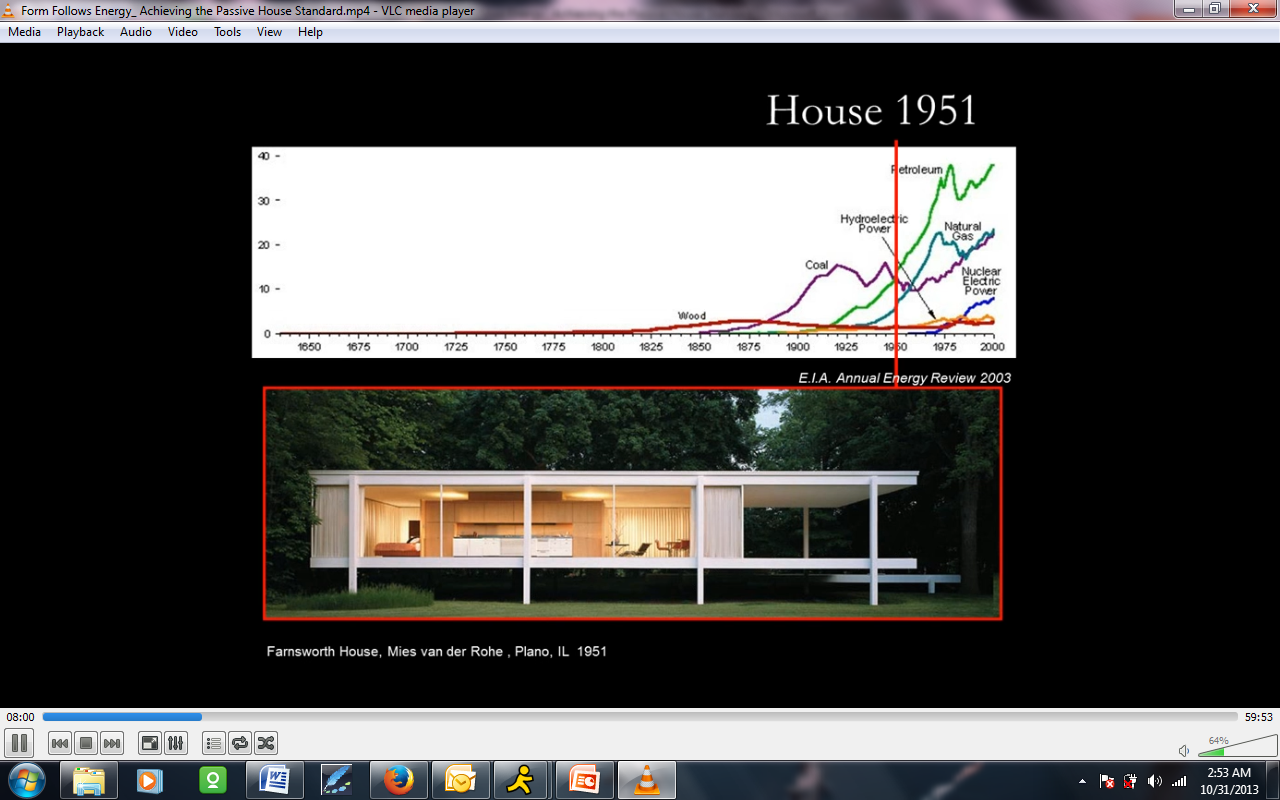 Form Follows Energy_ Achieving the Passive House Standard.mp4 - VLC media player
Media Playback Audio Video Tools View Help
House 1951
40
30
20
10
0
Petroleum
Hydroelectric
Power
Natural
Gas
Coal
Nuclear
Electric
Power
Wood
1650 1675 1700 1725 1750 1775 1800 1825 1850 1875 1900 1925 1950 1975 2000
E.I.A. Annual Energy Review 2003
Farnsworth House, Mies van der Rohe , Plano, IL 1951
08:00
59:53
64%
2:53 AM
10/31/2013